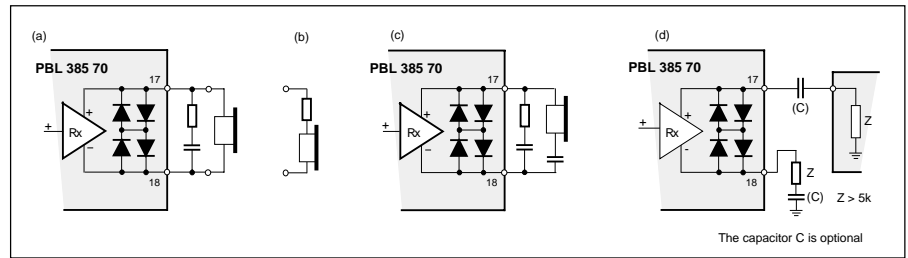 (a)
PBL 385 70
17
+
+
Rx
−
18
(b)
(c)
PBL 385 70
17
+
+
Rx
−
18
(d)
PBL 385 70
17
+
+
Rx
-
18
(C)
Z
Z
(C)
Z > 5k
The capacitor C is optional